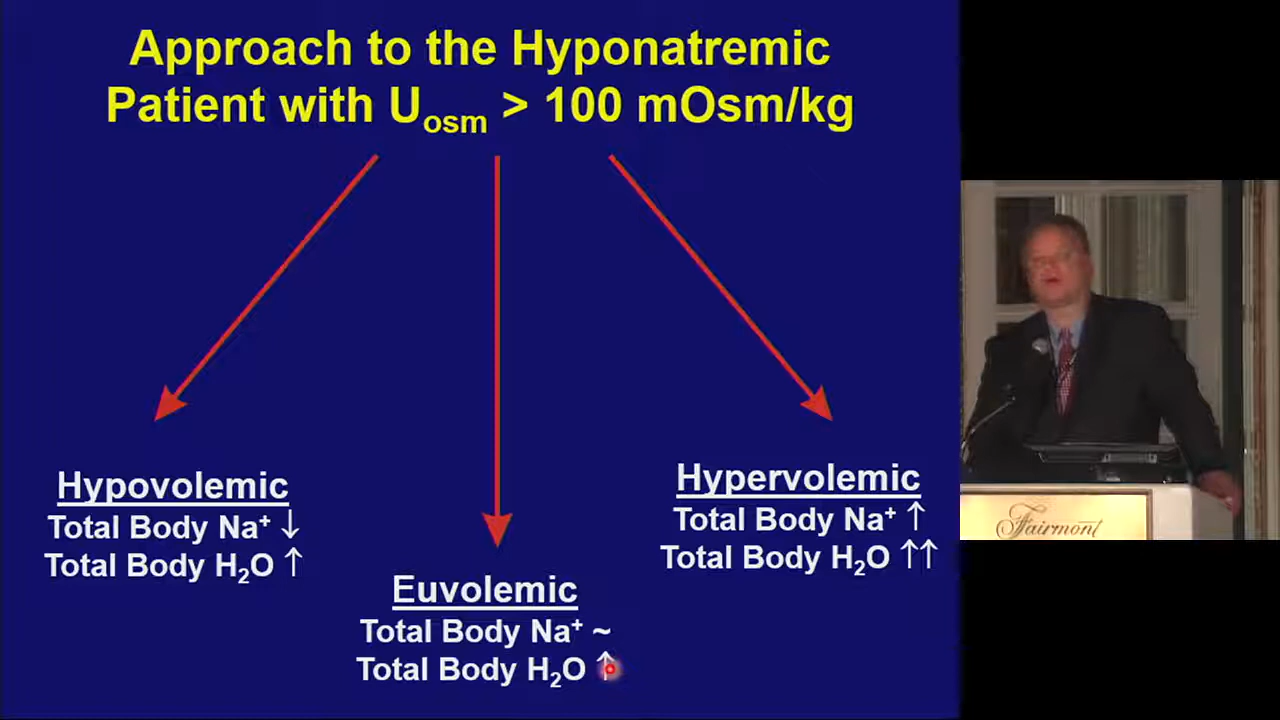 Approach to the Hyponatremic
Patient with Uosm > 100 mOsm/kg
Hypovolemic
Total Body Na⁺ ↓
Total Body H₂O ↑
Euvolemic
Total Body Na⁺ ~
Total Body H₂O ↑
Hypervolemic
Total Body Na⁺ ↑
Total Body H₂O ↑↑
Fairmont